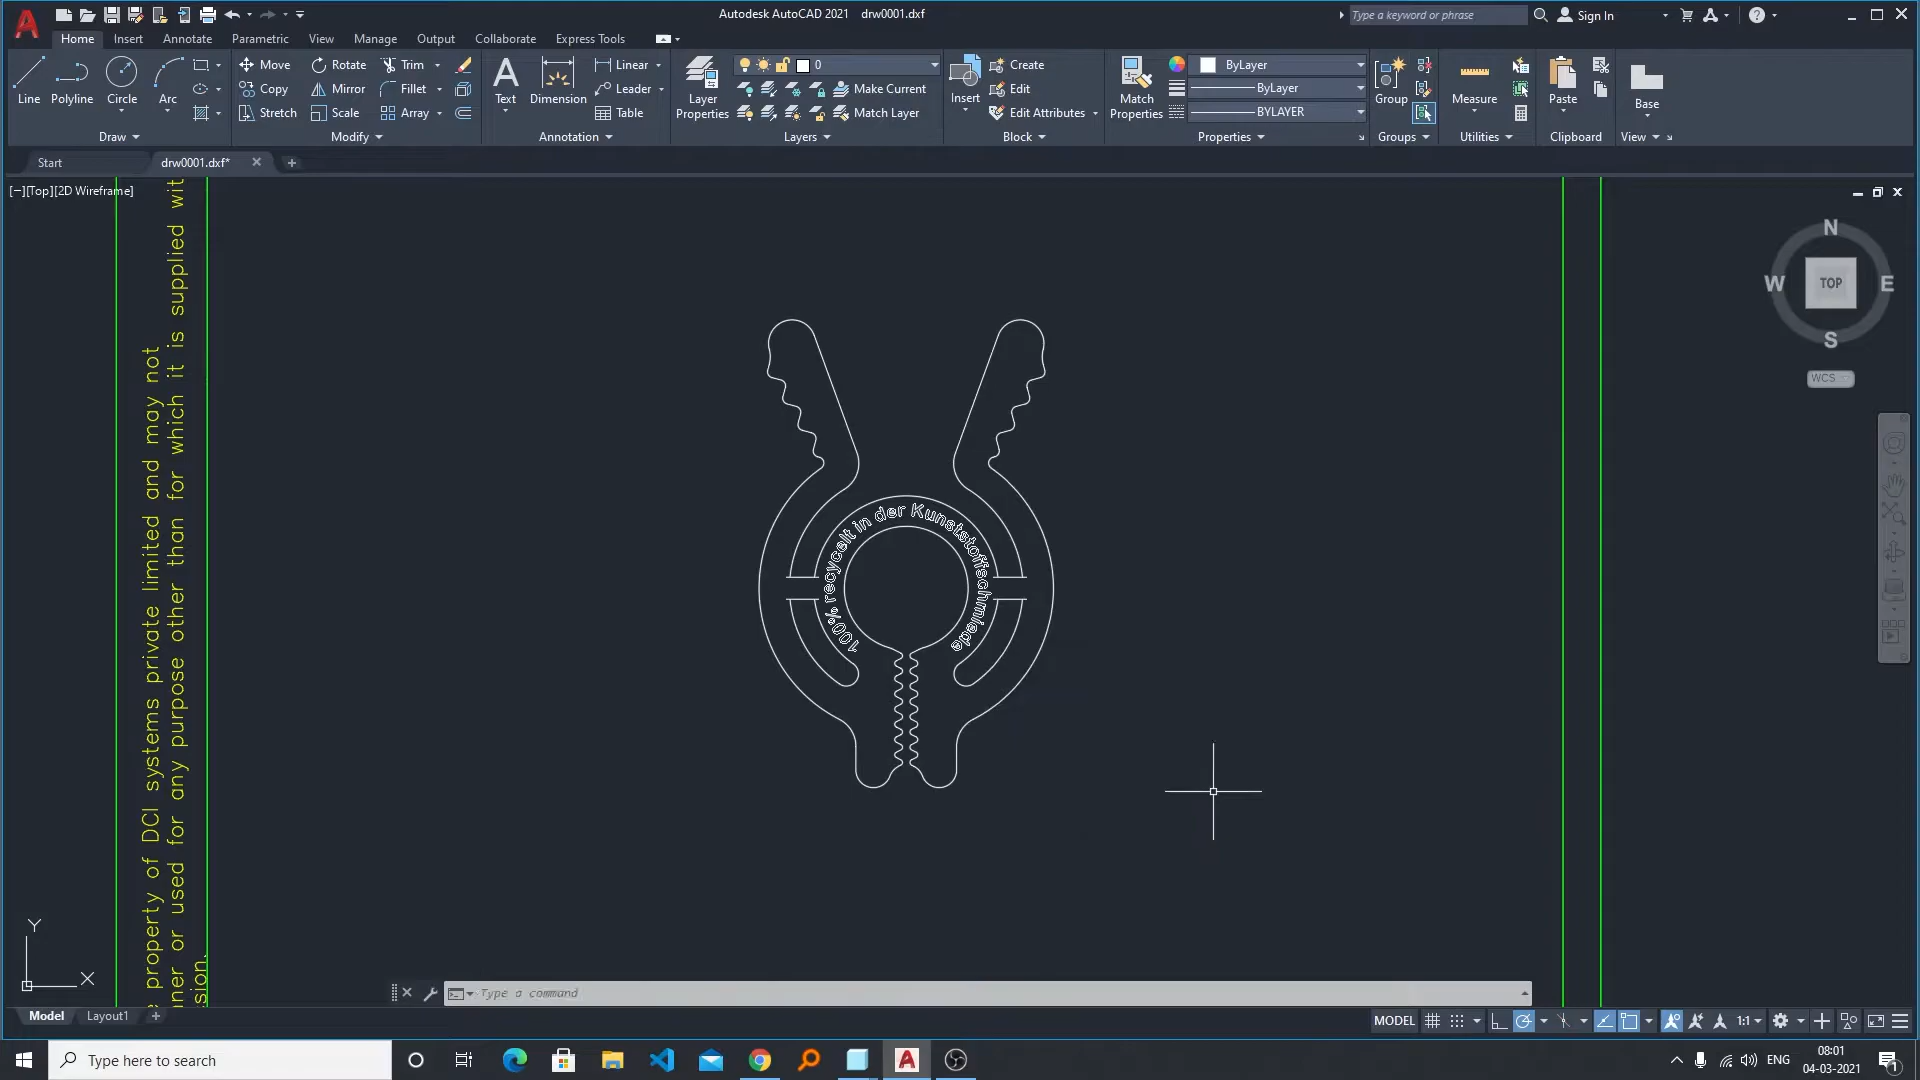 Autodesk AutoCAD 2021 drw0001.dxf
Type a keyword or phrase
Sign In
Home Insert Annotate Parametric View Manage Output Collaborate Express Tools
Line Polyline Circle Arc
Move Rotate Trim
Copy Mirror Fillet
Stretch Scale Array
Text Dimension
Linear
Leader
Table
Layer Properties
0
Make Current
Match Layer
Insert
Create
Edit
Edit Attributes
Match Properties
ByLayer
ByLayer
BYLAYER
Group
Measure
Paste
Base
Draw Modify Annotation Layers Block Properties Groups Utilities Clipboard View
Start drw0001.dxf*
[−][Top][2D Wireframe]
property of DCI systems private limited and may not
or used for any purpose other than for which it is supplied
100% recycelt in der Kunststoffschmiede
N
W TOP E
S
WCS
Y
X
Type a command
Model Layout1
MODEL 1:1
Type here to search
ENG
08:01
04-03-2021
1